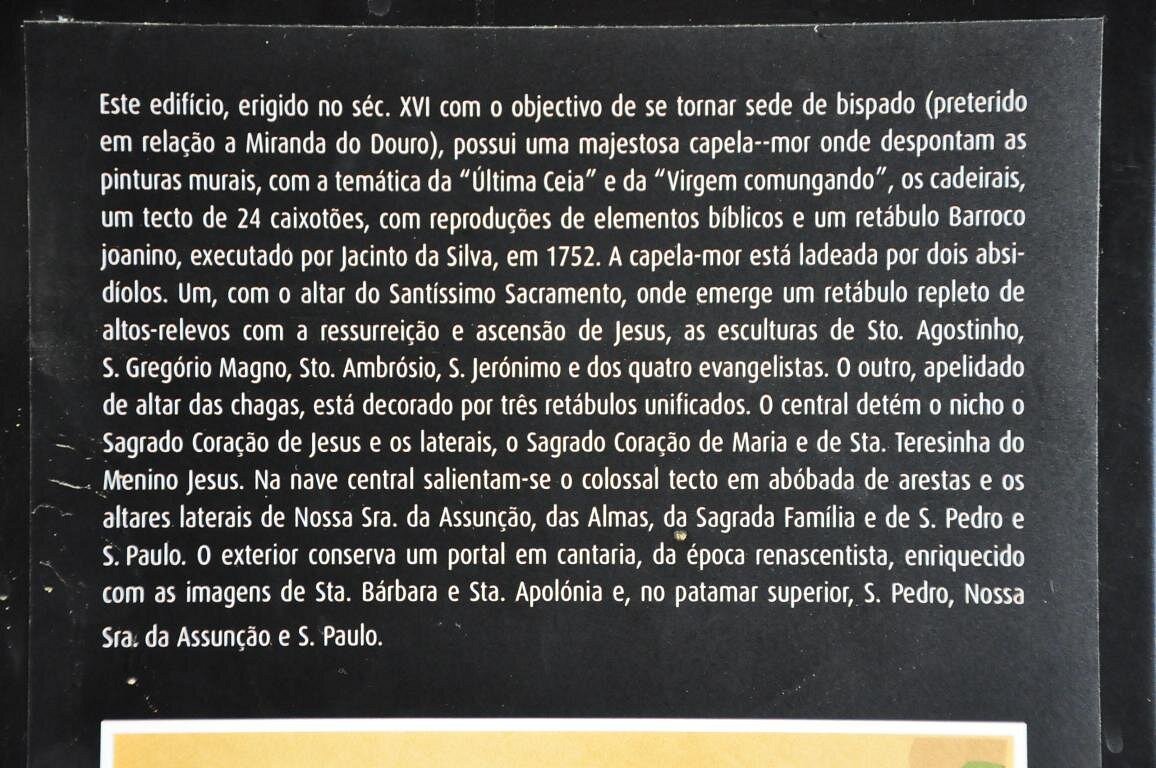 Este edifício, erigido no séc. XVI com o objectivo de se tornar sede de bispado (preterido
em relação a Miranda do Douro), possui uma majestosa capela--mor onde despontam as
pinturas murais, com a temática da “Última Ceia” e da “Virgem comungando”, os cadeirais,
um tecto de 24 caixotões, com reproduções de elementos bíblicos e um retábulo Barroco
joanino, executado por Jacinto da Silva, em 1752. A capela-mor está ladeada por dois absi-
díolos. Um, com o altar do Santíssimo Sacramento, onde emerge um retábulo repleto de
altos-relevos com a ressurreição e ascensão de Jesus, as esculturas de Sto. Agostinho,
S. Gregório Magno, Sto. Ambrósio, S. Jerónimo e dos quatro evangelistas. O outro, apelidado
de altar das chagas, está decorado por três retábulos unificados. O central detém o nicho o
Sagrado Coração de Jesus e os laterais, o Sagrado Coração de Maria e de Sta. Teresinha do
Menino Jesus. Na nave central salientam-se o colossal tecto em abóbada de arestas e os
altares laterais de Nossa Sra. da Assunção, das Almas, da Sagrada Família e de S. Pedro e
S. Paulo. O exterior conserva um portal em cantaria, da época renascentista, enriquecido
com as imagens de Sta. Bárbara e Sta. Apolónia e, no patamar superior, S. Pedro, Nossa
Sra. da Assunção e S. Paulo.